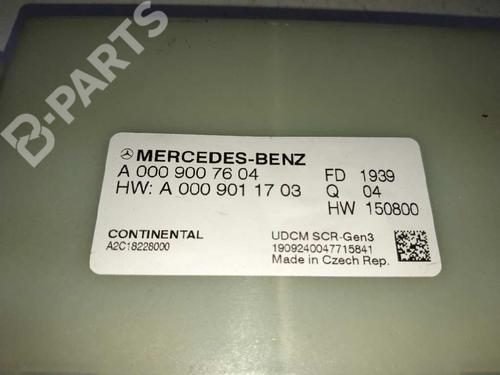 B-PARTS
MERCEDES-BENZ
A 000 900 76 04 FD 1939
HW: A 000 901 17 03 Q 04
HW 150800
CONTINENTAL UDCM SCR-Gen3
A2C18228000 1909240047715841
Made in Czech Rep.